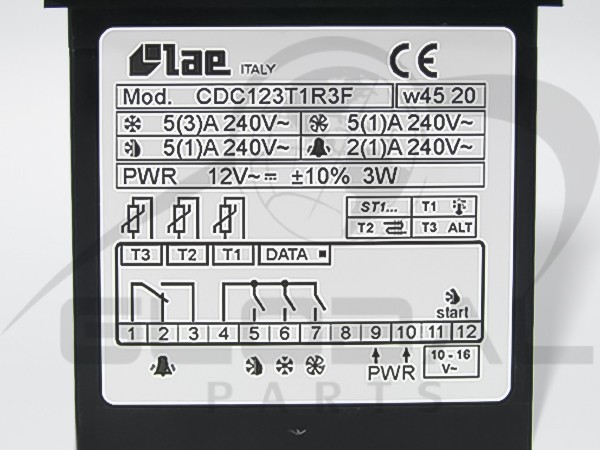 lae ITALY CE
Mod. CDC123T1R3F w45 20
5(3)A 240V~ 5(1)A 240V~
5(1)A 240V~ 2(1)A 240V~
PWR 12V~⎓ ±10% 3W
ST1... T1
T2 T3 ALT
T3 T2 T1 DATA
start
1 2 3 4 5 6 7 8 9 10 11 12
PWR 10 - 16
V~
GLOBAL
PARTS